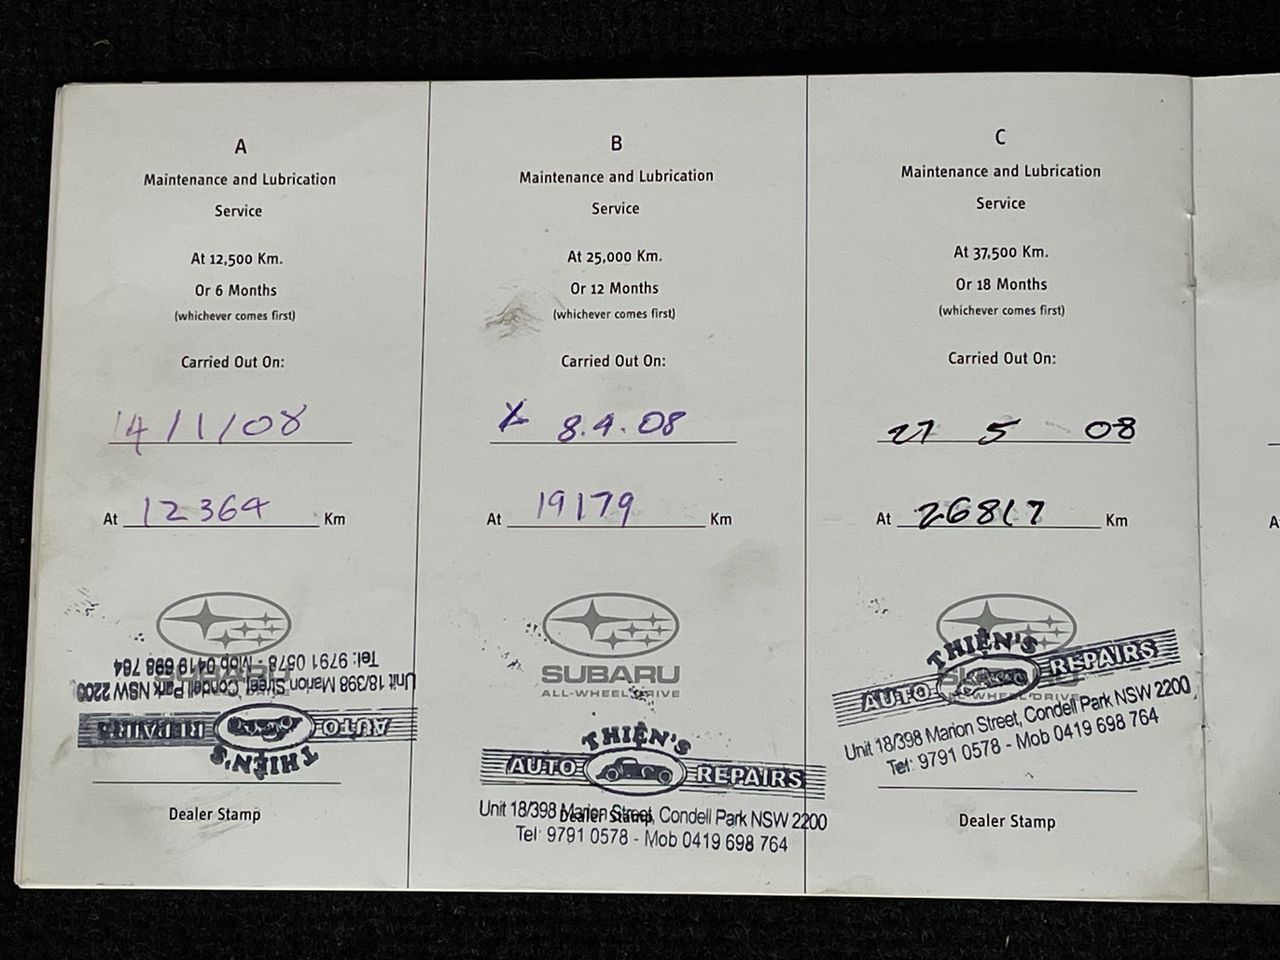 A
Maintenance and Lubrication
Service
At 12,500 Km.
Or 6 Months
(whichever comes first)
Carried Out On:
14/1/08
At 12364 Km
SUBARU
Tel: 9791 0578 - Mob 0419 698 764
Unit 18/398 Marion Street, Condell Park NSW 2200
AUTO REPAIRS
THIÊN'S
Dealer Stamp
B
Maintenance and Lubrication
Service
At 25,000 Km.
Or 12 Months
(whichever comes first)
Carried Out On:
8.4.08
At 19179 Km
SUBARU
ALL-WHEEL DRIVE
THIÊN'S
AUTO REPAIRS
Unit 18/398 Marion Street, Condell Park NSW 2200
Dealer Stamp
Tel: 9791 0578 - Mob 0419 698 764
C
Maintenance and Lubrication
Service
At 37,500 Km.
Or 18 Months
(whichever comes first)
Carried Out On:
27 5 08
At 26817 Km
THIÊN'S
AUTO REPAIRS
Unit 18/398 Marion Street, Condell Park NSW 2200
Tel: 9791 0578 - Mob 0419 698 764
Dealer Stamp